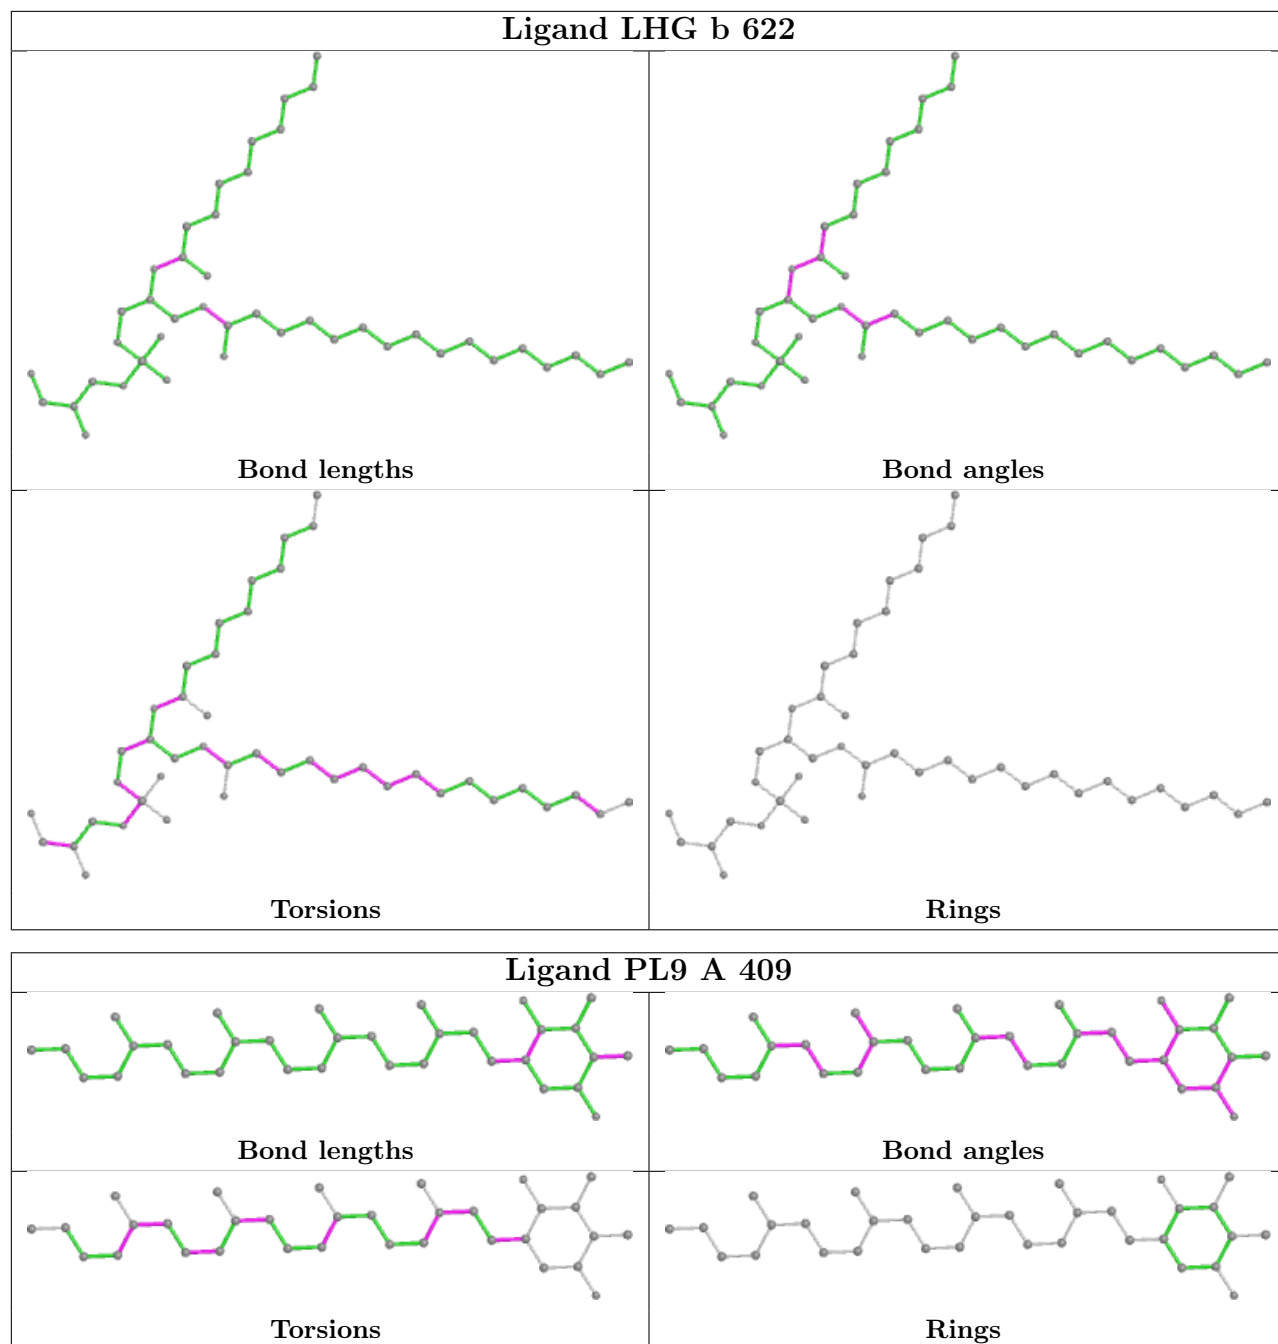 Ligand LHG b 622
Bond lengths
Bond angles
Torsions
Rings
Ligand PL9 A 409
Bond lengths
Bond angles
Torsions
Rings